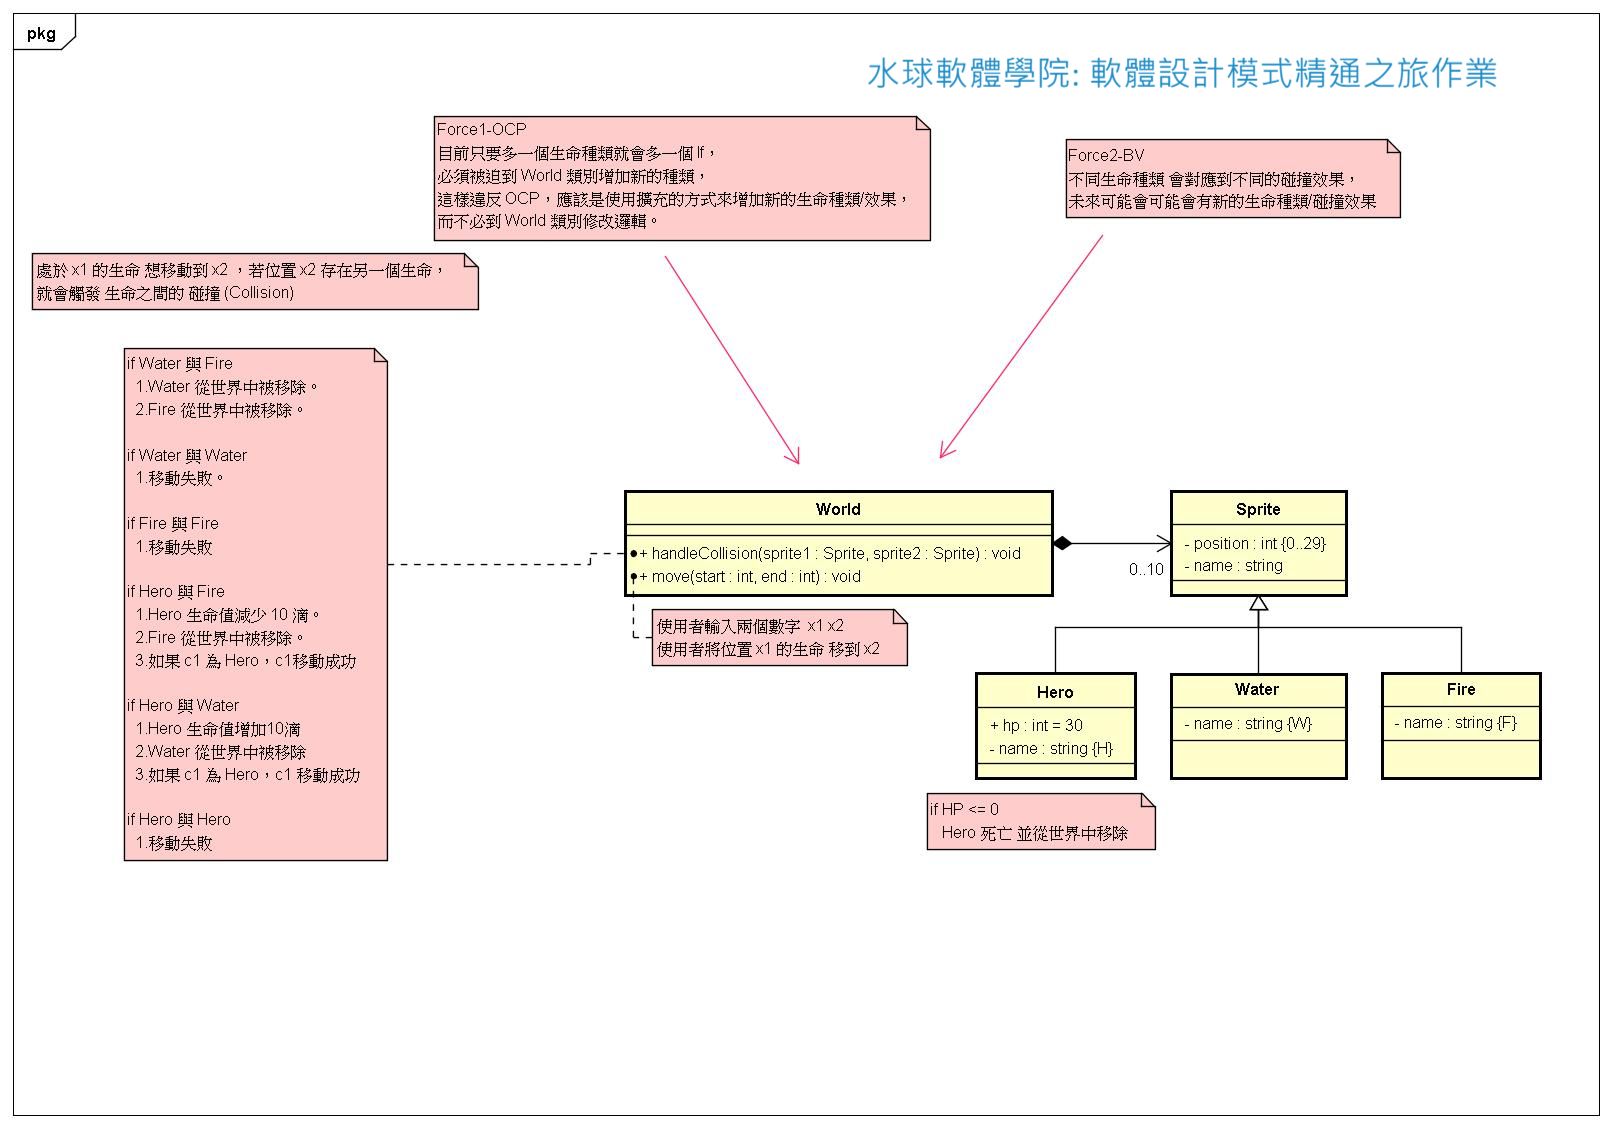 pkg
水球軟體學院: 軟體設計模式精通之旅作業
Force1-OCP
目前只要多一個生命種類就會多一個 If，
必須被迫到 World 類別增加新的種類，
這樣違反 OCP，應該是使用擴充的方式來增加新的生命種類/效果，
而不必到 World 類別修改邏輯。
Force2-BV
不同生命種類 會對應到不同的碰撞效果，
未來可能會可能會有新的生命種類/碰撞效果
處於 x1 的生命 想移動到 x2 ，若位置 x2 存在另一個生命，
就會觸發 生命之間的 碰撞 (Collision)
if Water 與 Fire
1.Water 從世界中被移除。
2.Fire 從世界中被移除。
if Water 與 Water
1.移動失敗。
if Fire 與 Fire
1.移動失敗
if Hero 與 Fire
1.Hero 生命值減少 10 滴。
2.Fire 從世界中被移除。
3.如果 c1 為 Hero，c1移動成功
if Hero 與 Water
1.Hero 生命值增加10滴
2.Water 從世界中被移除
3.如果 c1 為 Hero，c1 移動成功
if Hero 與 Hero
1.移動失敗
World
+ handleCollision(sprite1 : Sprite, sprite2 : Sprite) : void
+ move(start : int, end : int) : void
使用者輸入兩個數字 x1 x2
使用者將位置 x1 的生命 移到 x2
0..10
Sprite
- position : int {0..29}
- name : string
Hero
+ hp : int = 30
- name : string {H}
Water
- name : string {W}
Fire
- name : string {F}
if HP <= 0
Hero 死亡 並從世界中移除